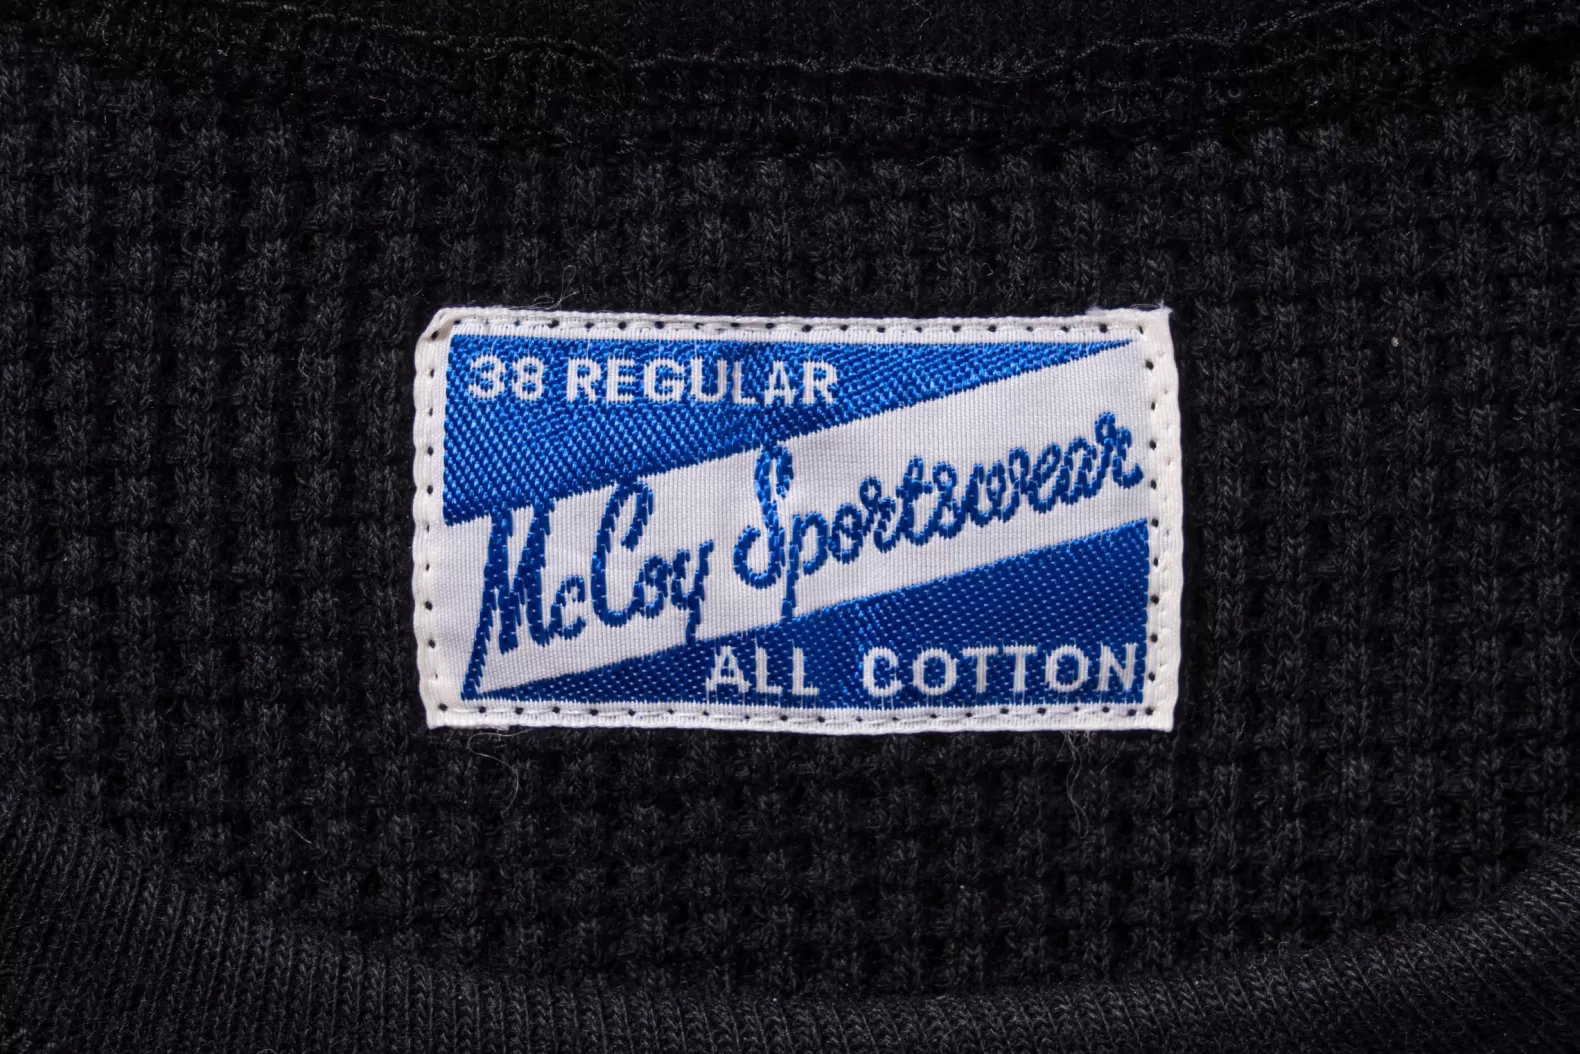 38 REGULAR
McCoy Sportswear
ALL COTTON